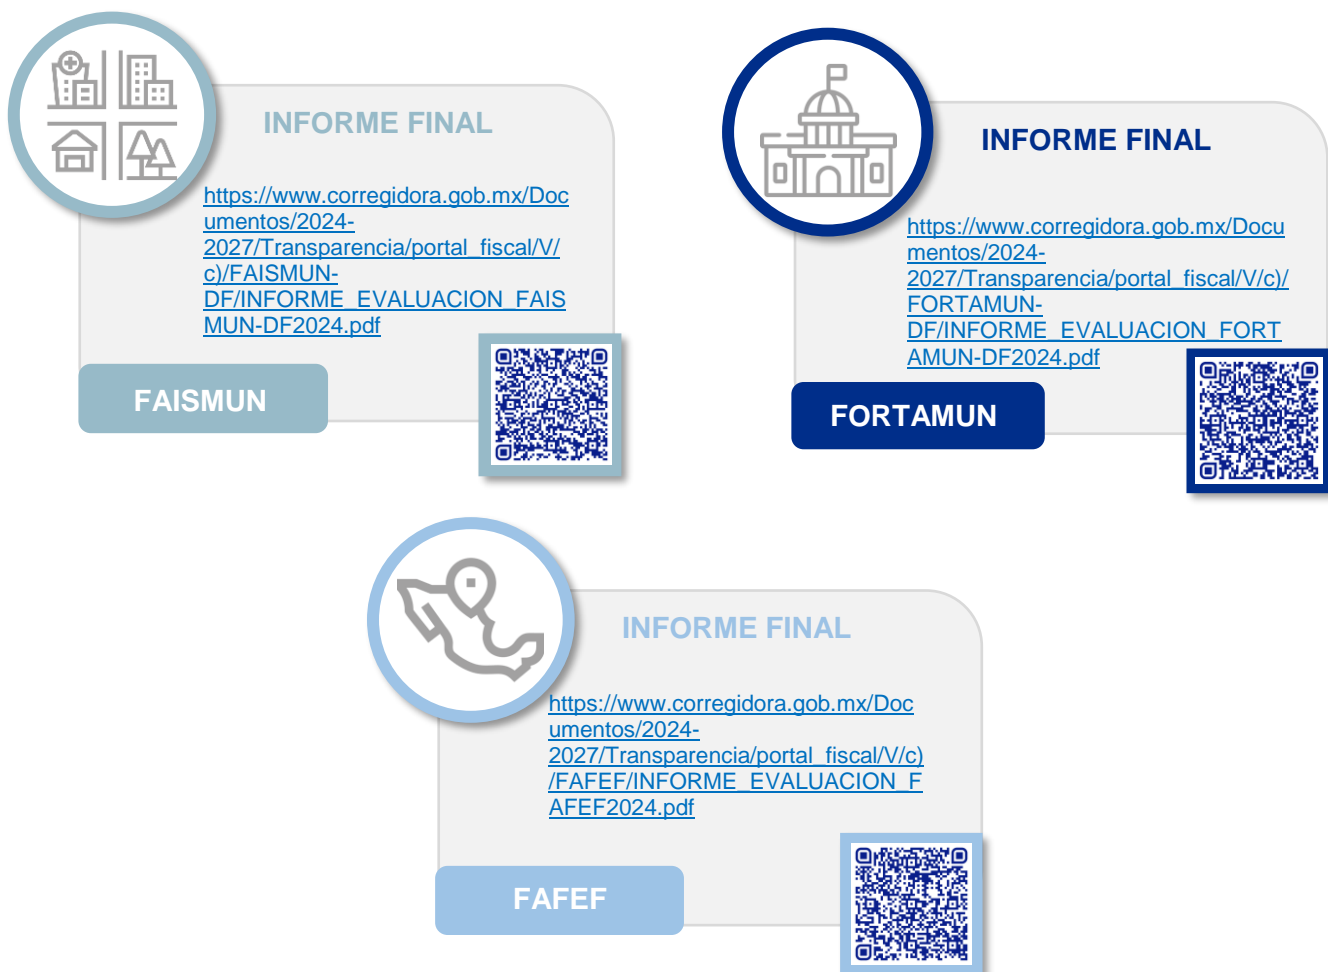 INFORME FINAL
https://www.corregidora.gob.mx/Doc
umentos/2024-
2027/Transparencia/portal_fiscal/V/
c)/FAISMUN-
DF/INFORME_EVALUACION_FAIS
MUN-DF2024.pdf
FAISMUN
INFORME FINAL
https://www.corregidora.gob.mx/Docu
mentos/2024-
2027/Transparencia/portal_fiscal/V/c)/
FORTAMUN-
DF/INFORME_EVALUACION_FORT
AMUN-DF2024.pdf
FORTAMUN
INFORME FINAL
https://www.corregidora.gob.mx/Doc
umentos/2024-
2027/Transparencia/portal_fiscal/V/c)
/FAFEF/INFORME_EVALUACION_F
AFEF2024.pdf
FAFEF